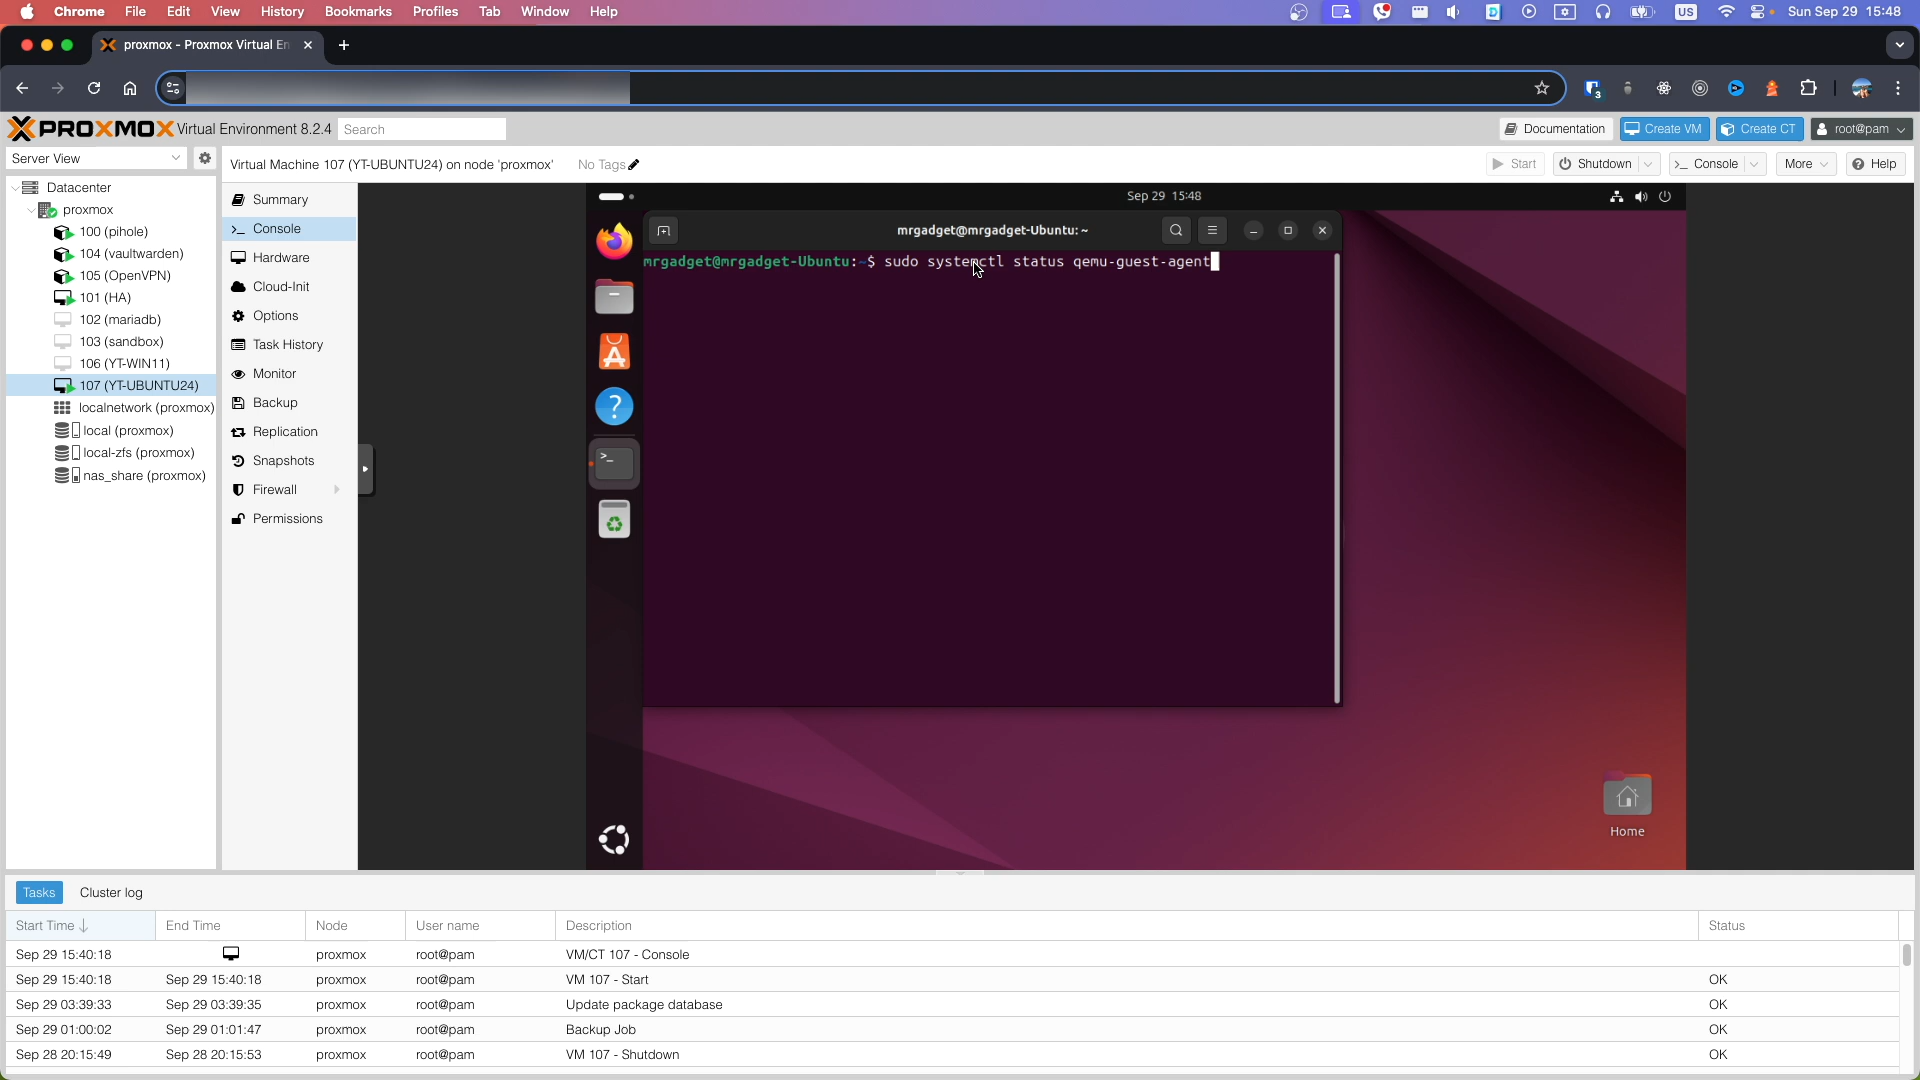 Chrome File Edit View History Bookmarks Profiles Tab Window Help US Sun Sep 29 15:48
proxmox - Proxmox Virtual En
3
PROXMOX Virtual Environment 8.2.4 Search Documentation Create VM Create CT root@pam
Server View
Virtual Machine 107 (YT-UBUNTU24) on node 'proxmox' No Tags Start Shutdown Console More Help
Datacenter
proxmox
100 (pihole)
104 (vaultwarden)
105 (OpenVPN)
101 (HA)
102 (mariadb)
103 (sandbox)
106 (YT-WIN11)
107 (YT-UBUNTU24)
localnetwork (proxmox)
local (proxmox)
local-zfs (proxmox)
nas_share (proxmox)
Summary
Console
Hardware
Cloud-Init
Options
Task History
Monitor
Backup
Replication
Snapshots
Firewall
Permissions
Sep 29 15:48
mrgadget@mrgadget-Ubuntu: ~
mrgadget@mrgadget-Ubuntu:~$ sudo systemctl status qemu-guest-agent
Home
Tasks Cluster log
Start Time End Time Node User name Description Status
Sep 29 15:40:18 proxmox root@pam VM/CT 107 - Console
Sep 29 15:40:18 Sep 29 15:40:18 proxmox root@pam VM 107 - Start OK
Sep 29 03:39:33 Sep 29 03:39:35 proxmox root@pam Update package database OK
Sep 29 01:00:02 Sep 29 01:01:47 proxmox root@pam Backup Job OK
Sep 28 20:15:49 Sep 28 20:15:53 proxmox root@pam VM 107 - Shutdown OK